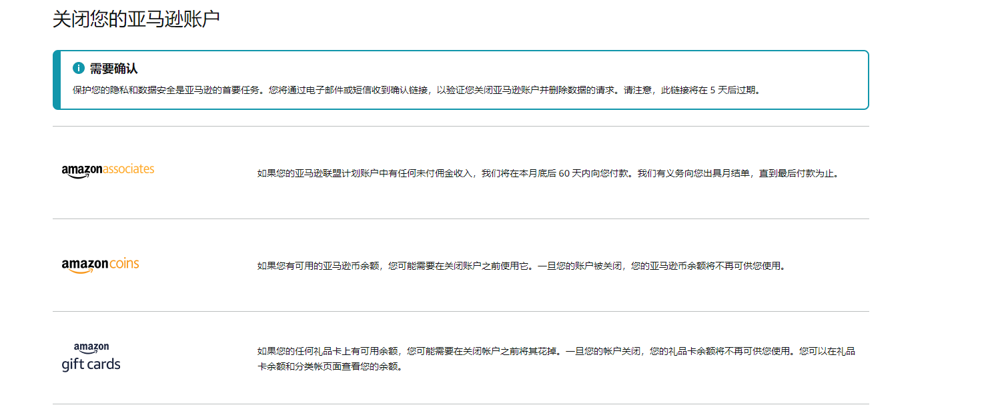 关闭您的亚马逊账户
需要确认
保护您的隐私和数据安全是亚马逊的首要任务。您将通过电子邮件或短信收到确认链接，以验证您关闭亚马逊账户并删除数据的请求。请注意，此链接将在 5 天后过期。
amazonassociates
如果您的亚马逊联盟计划账户中有任何未付佣金收入，我们将在本月底后 60 天内向您付款。我们有义务向您出具月结单，直到最后付款为止。
amazon coins
如果您有可用的亚马逊币余额，您可能需要在关闭账户之前使用它。一旦您的账户被关闭，您的亚马逊币余额将不再可供您使用。
amazon
gift cards
如果您的任何礼品卡上有可用余额，您可能需要在关闭帐户之前将其花掉。一旦您的帐户关闭，您的礼品卡余额将不再可供您使用。您可以在礼品
卡余额和分类帐页面查看您的余额。